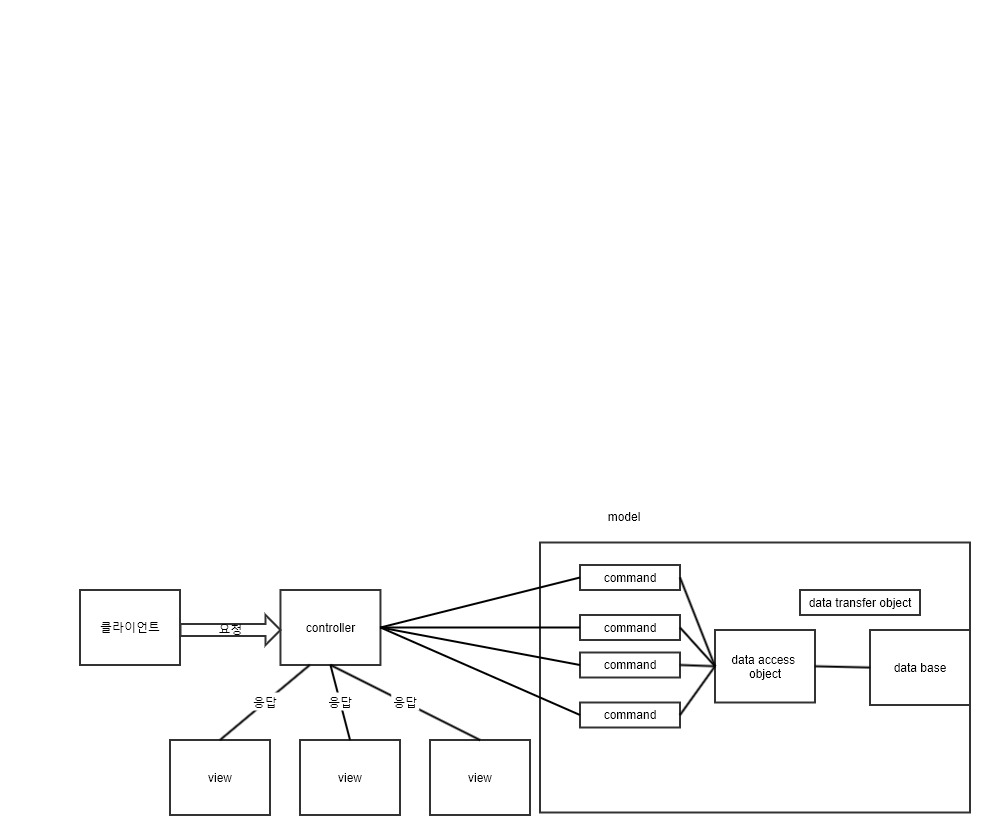 model
클라이언트
요청
controller
command
command
command
command
data transfer object
data access
object
data base
응답
응답
응답
view
view
view